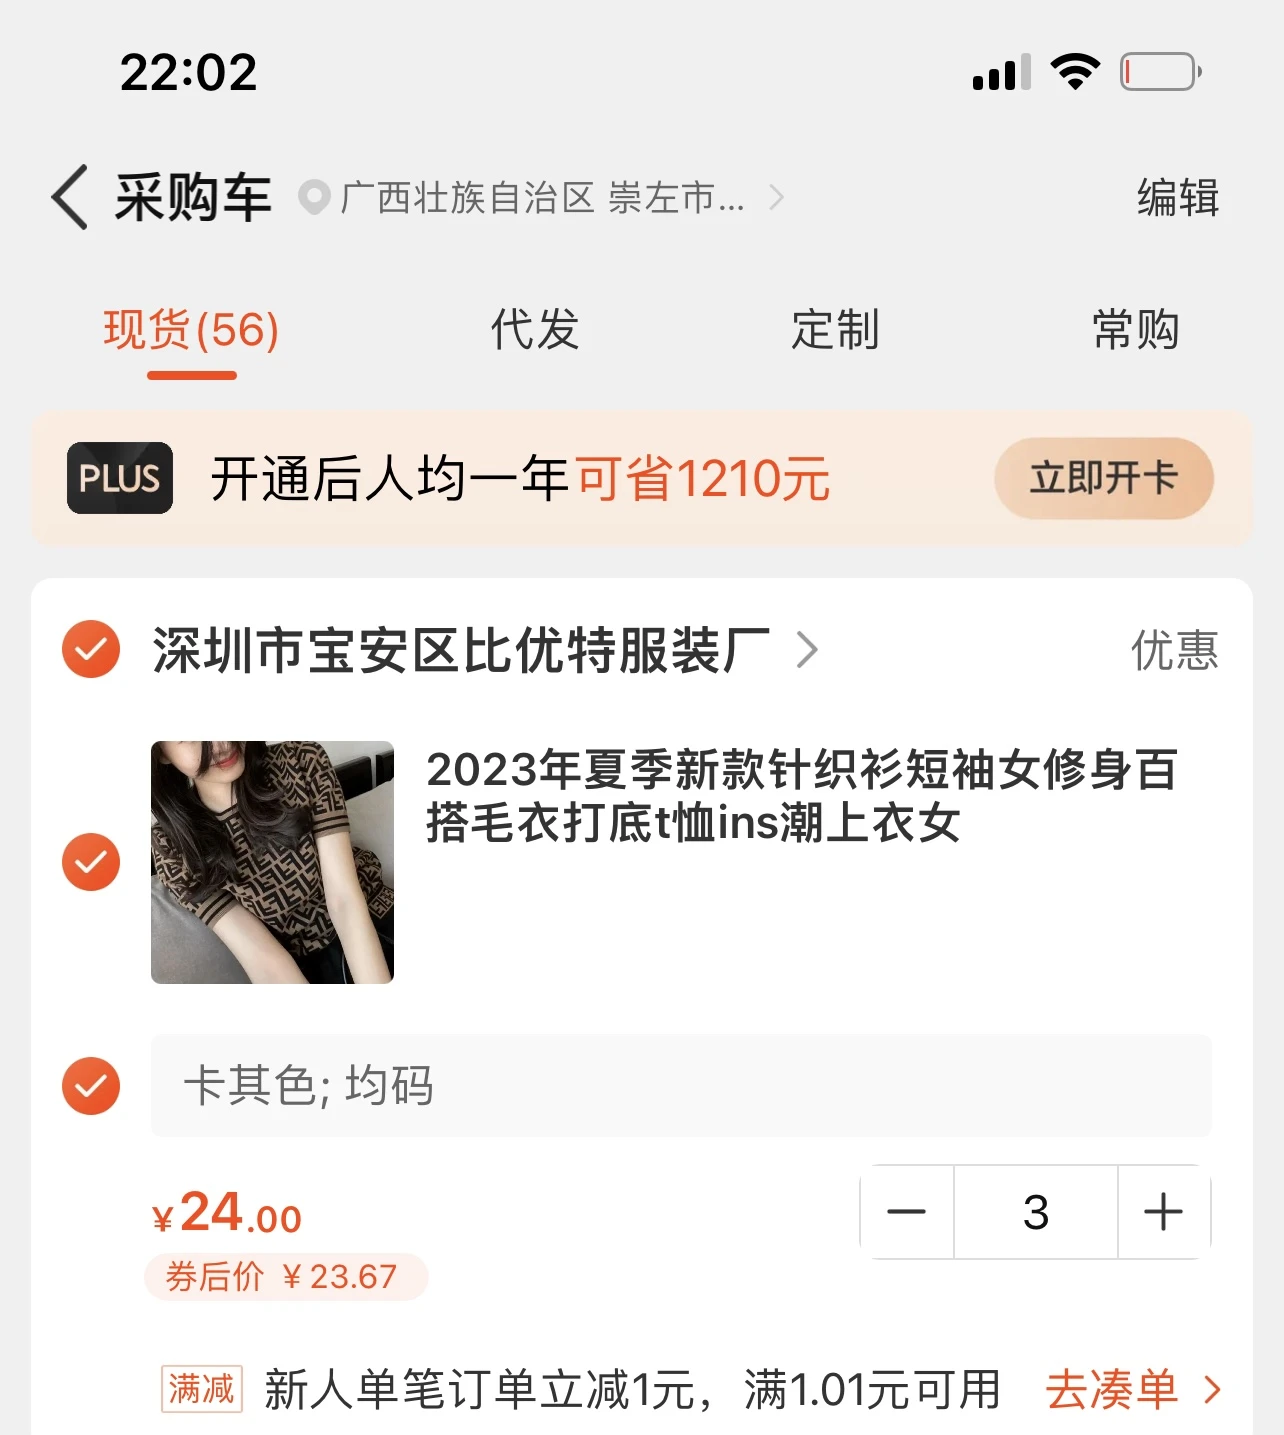 22:02
采购车 广西壮族自治区 崇左市... 编辑
现货(56) 代发 定制 常购
PLUS 开通后人均一年可省1210元 立即开卡
深圳市宝安区比优特服装厂 优惠
2023年夏季新款针织衫短袖女修身百
搭毛衣打底t恤ins潮上衣女
卡其色; 均码
¥24.00 3
券后价 ¥23.67
满减 新人单笔订单立减1元，满1.01元可用 去凑单